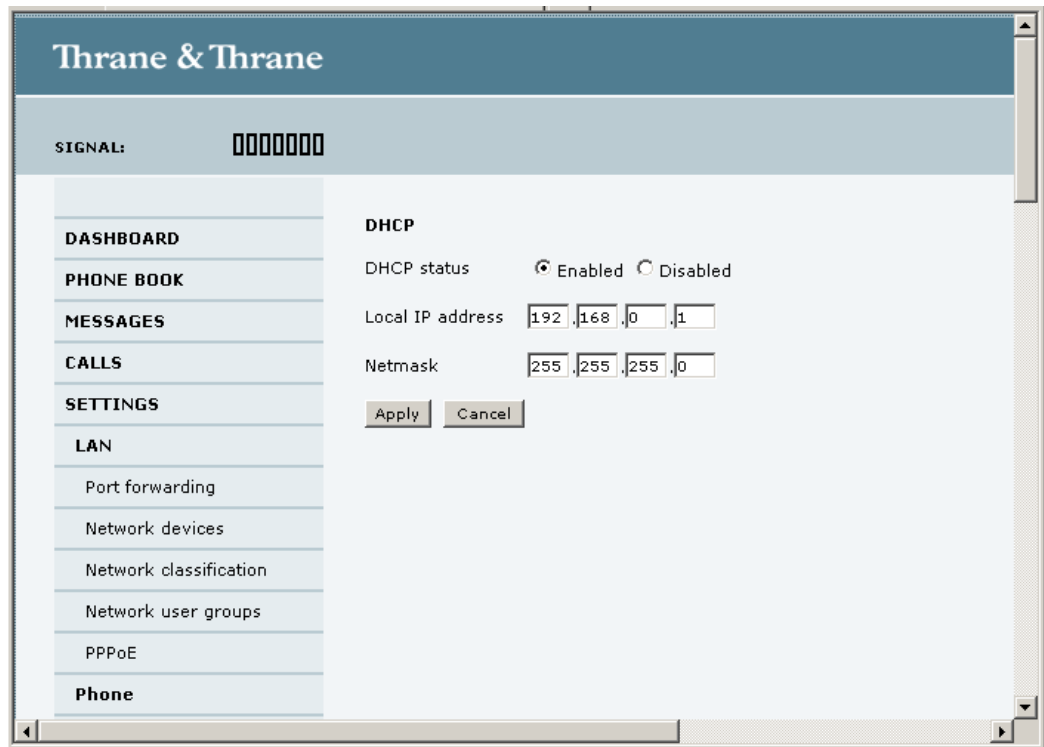 Thrane & Thrane
SIGNAL:
DASHBOARD
PHONE BOOK
MESSAGES
CALLS
SETTINGS
LAN
Port forwarding
Network devices
Network classification
Network user groups
PPPoE
Phone
DHCP
DHCP status Enabled Disabled
Local IP address 192 .168 .0 .1
Netmask 255 .255 .255 .0
Apply Cancel